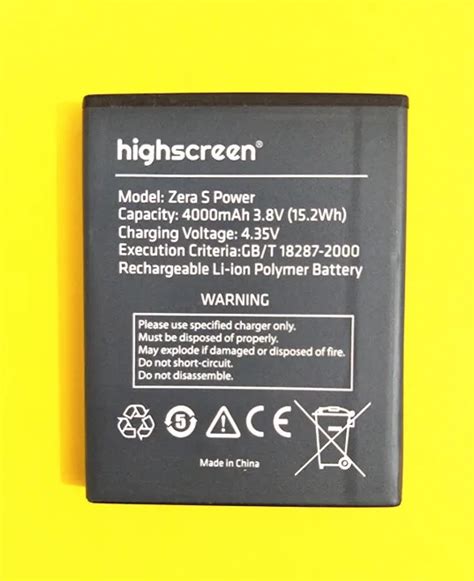 highscreen®
Model: Zera S Power
Capacity: 4000mAh 3.8V (15.2Wh)
Charging Voltage: 4.35V
Execution Criteria:GB/T 18287-2000
Rechargeable Li-ion Polymer Battery
WARNING
Please use specified charger only.
Must be disposed of properly.
May explode if damaged or disposed of fire.
Do not short-circuit.
Do not disassemble.
5 CE
Made in China